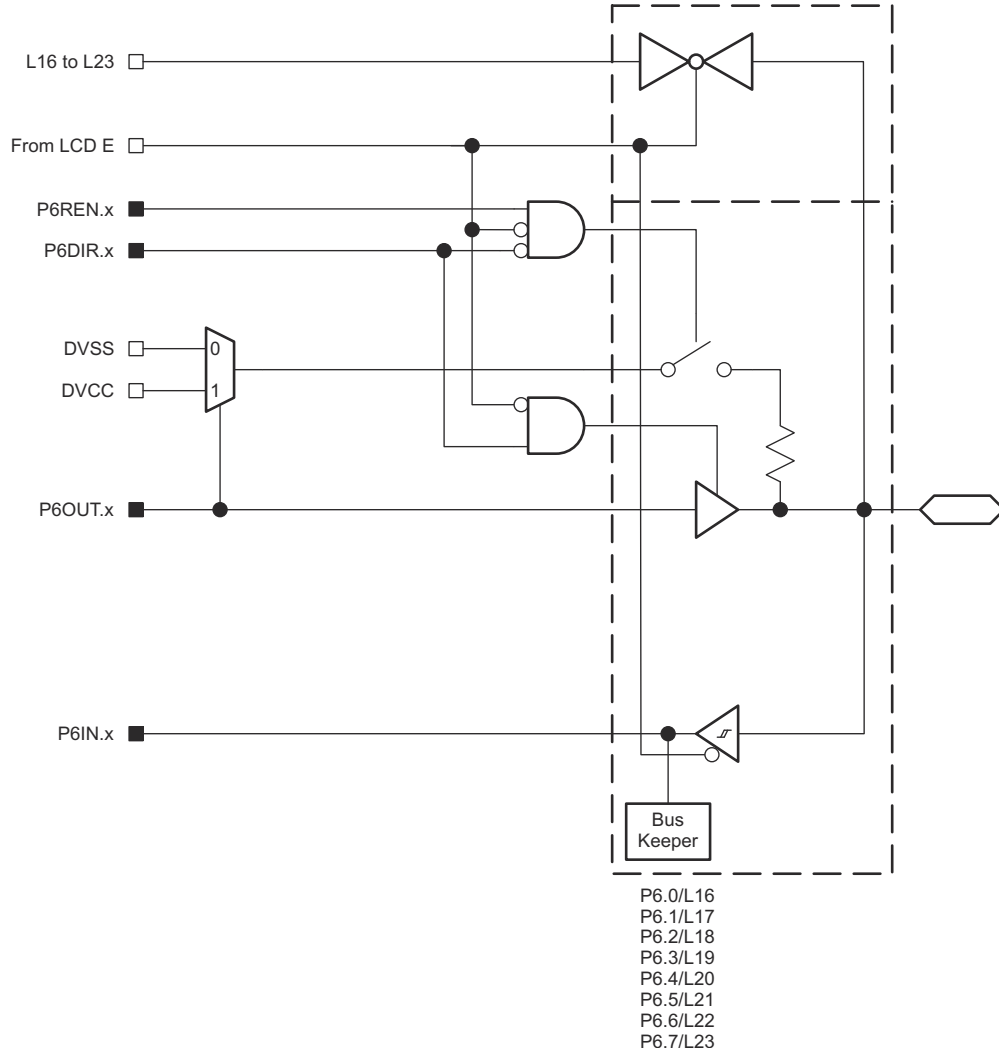 L16 to L23
From LCD E
P6REN.x
P6DIR.x
DVSS
0
DVCC
1
P6OUT.x
P6IN.x
Bus
Keeper
P6.0/L16
P6.1/L17
P6.2/L18
P6.3/L19
P6.4/L20
P6.5/L21
P6.6/L22
P6.7/L23